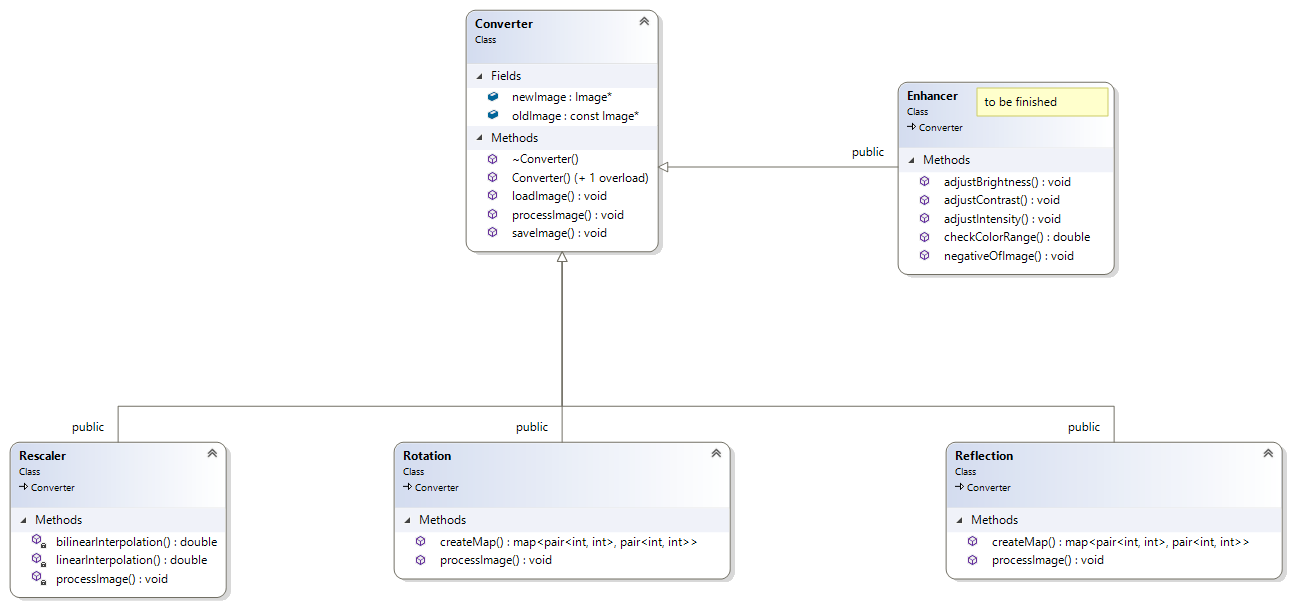 Converter
Class
Fields
newImage : Image*
oldImage : const Image*
Methods
~Converter()
Converter() (+ 1 overload)
loadImage() : void
processImage() : void
saveImage() : void
public
Enhancer
to be finished
Class
Converter
Methods
adjustBrightness() : void
adjustContrast() : void
adjustIntensity() : void
checkColorRange() : double
negativeOfImage() : void
public
Rescaler
Class
Converter
Methods
bilinearInterpolation() : double
linearInterpolation() : double
processImage() : void
public
Rotation
Class
Converter
Methods
createMap() : map<pair<int, int>, pair<int, int>>
processImage() : void
public
Reflection
Class
Converter
Methods
createMap() : map<pair<int, int>, pair<int, int>>
processImage() : void